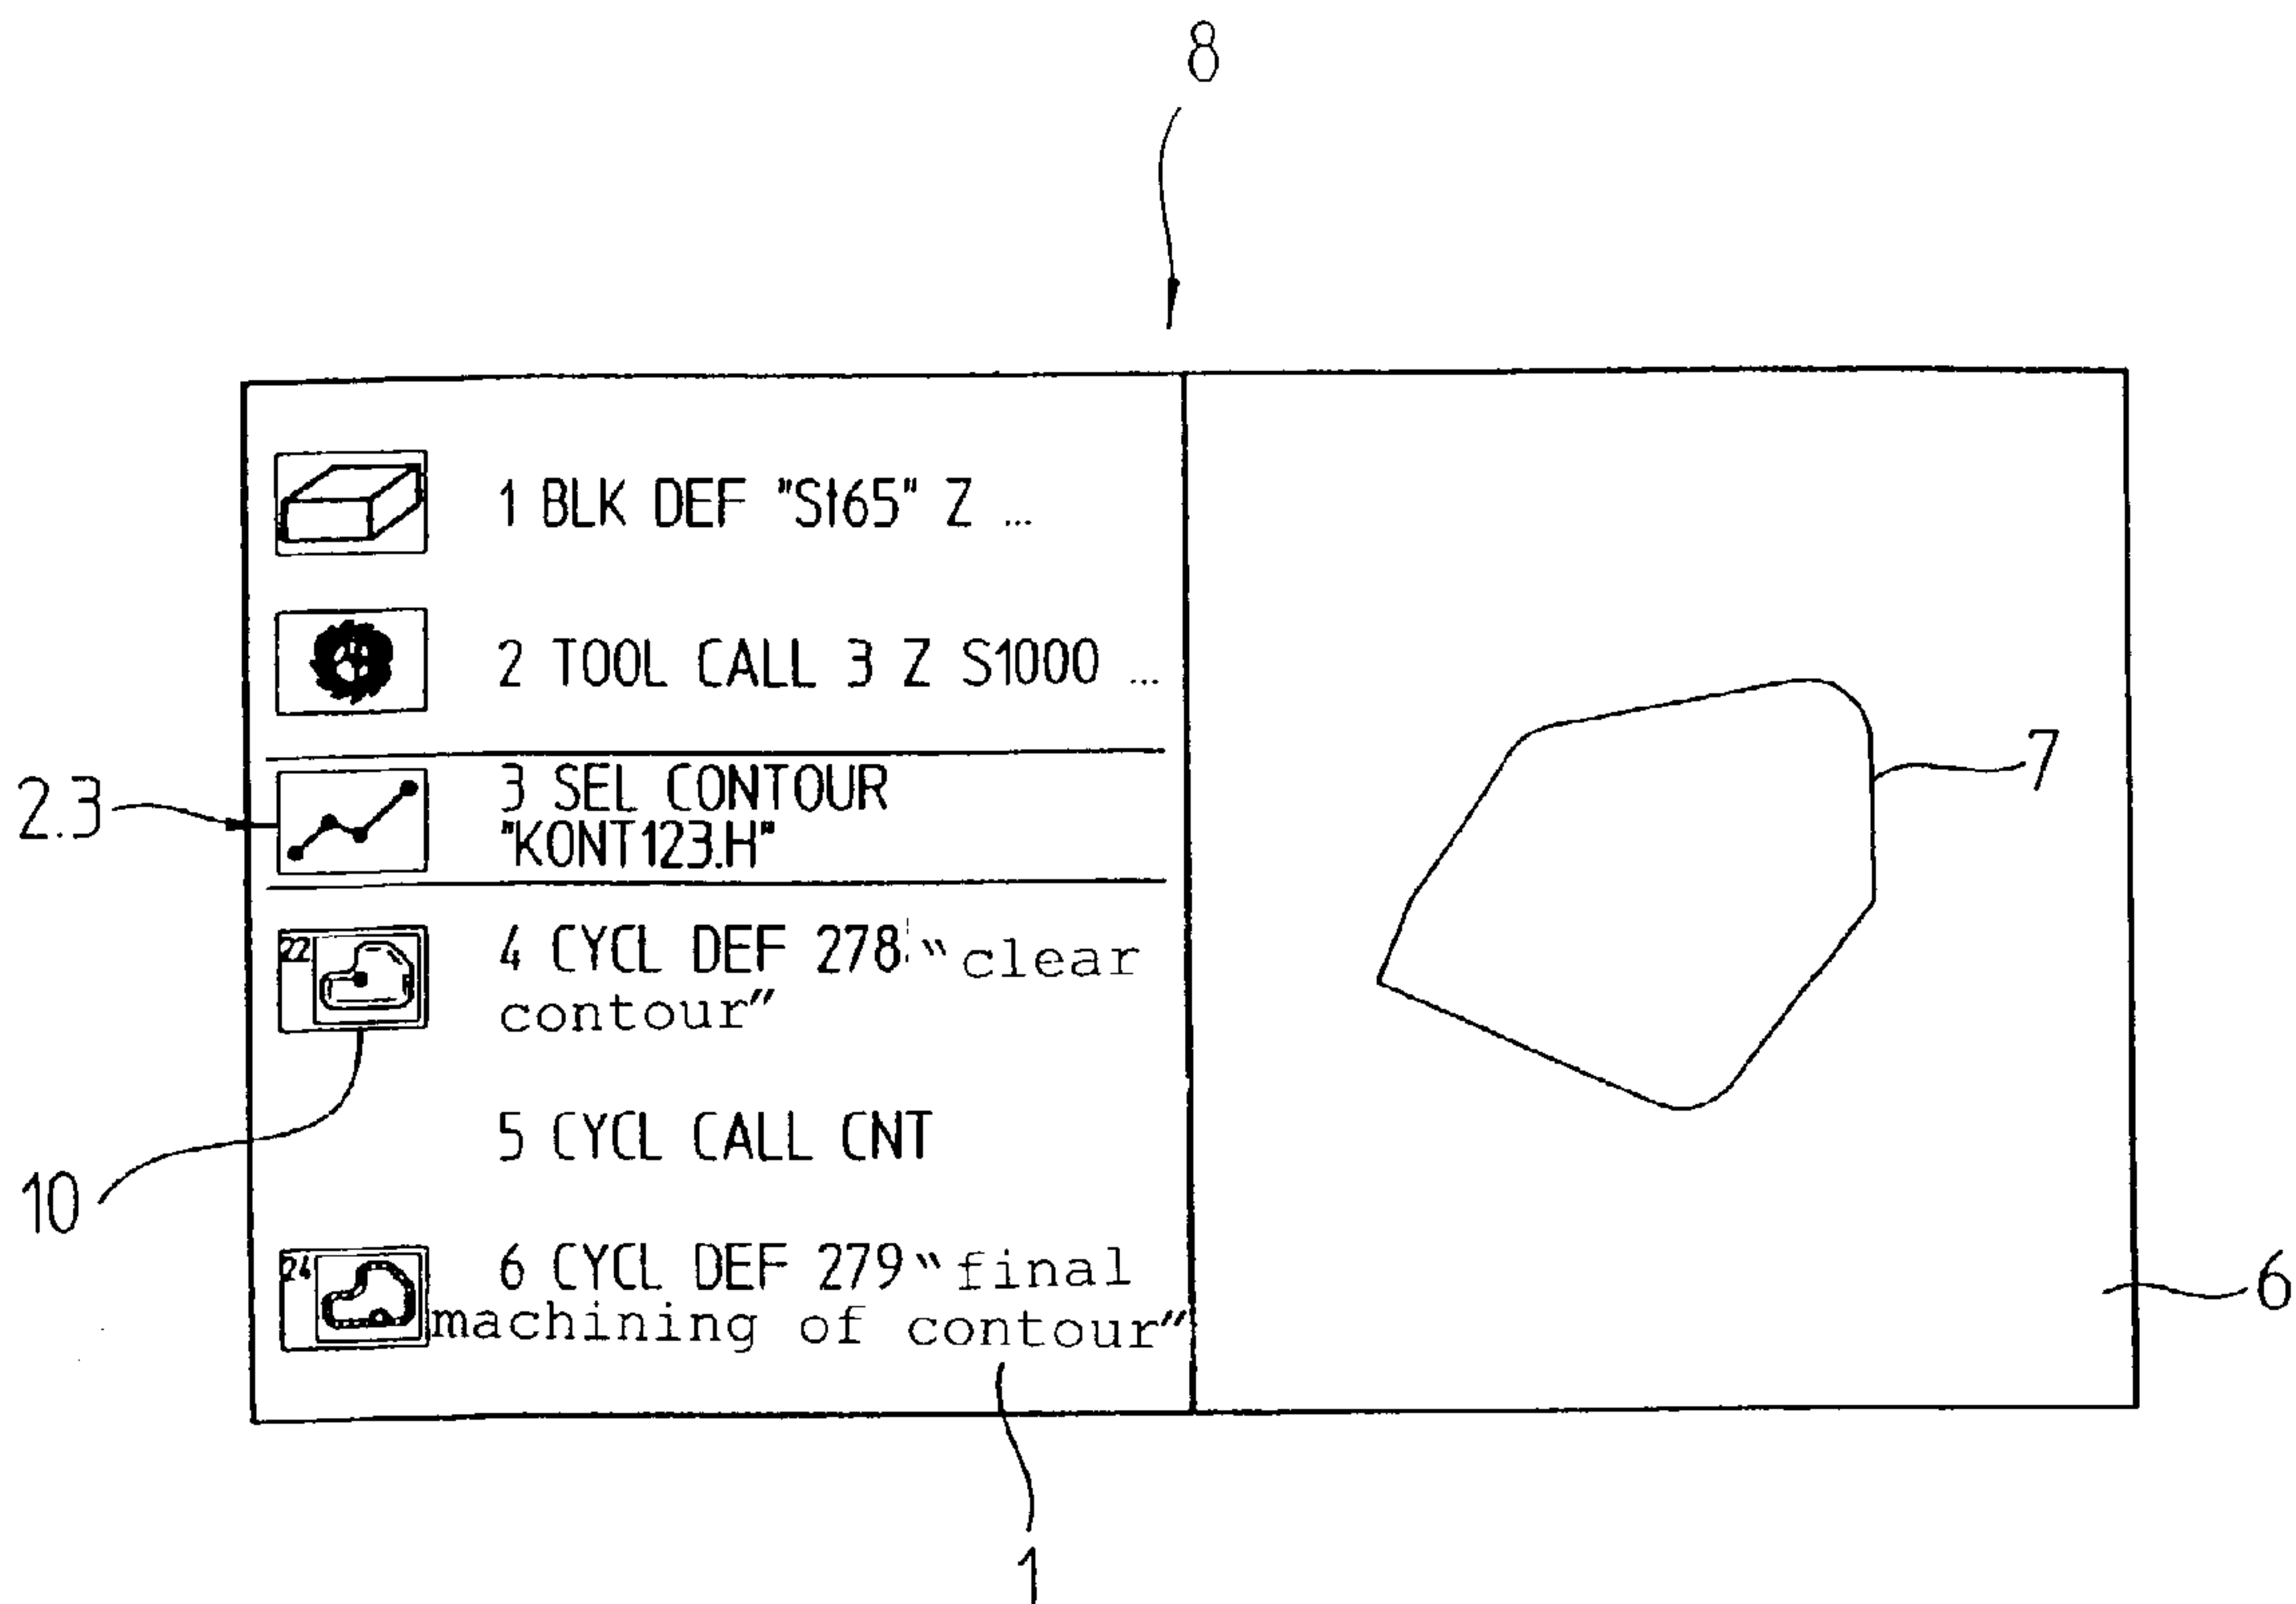 8
1 BLK DEF "St65" Z ...
2 TOOL CALL 3 Z S1000 ...
3 SEL CONTOUR
"KONT123.H"
2.3
7
22
4 CYCL DEF 278 "clear
contour"
5 CYCL CALL CNT
10
24
6 CYCL DEF 279 "final
machining of contour"
6
1